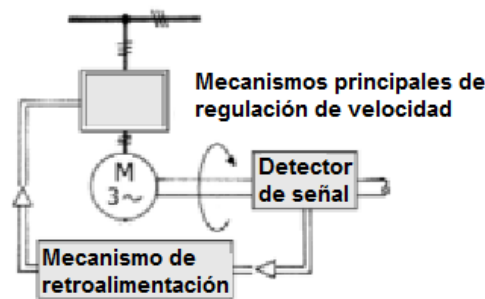 Mecanismos principales de
regulación de velocidad
M
3~
Detector
de señal
Mecanismo de
retroalimentación